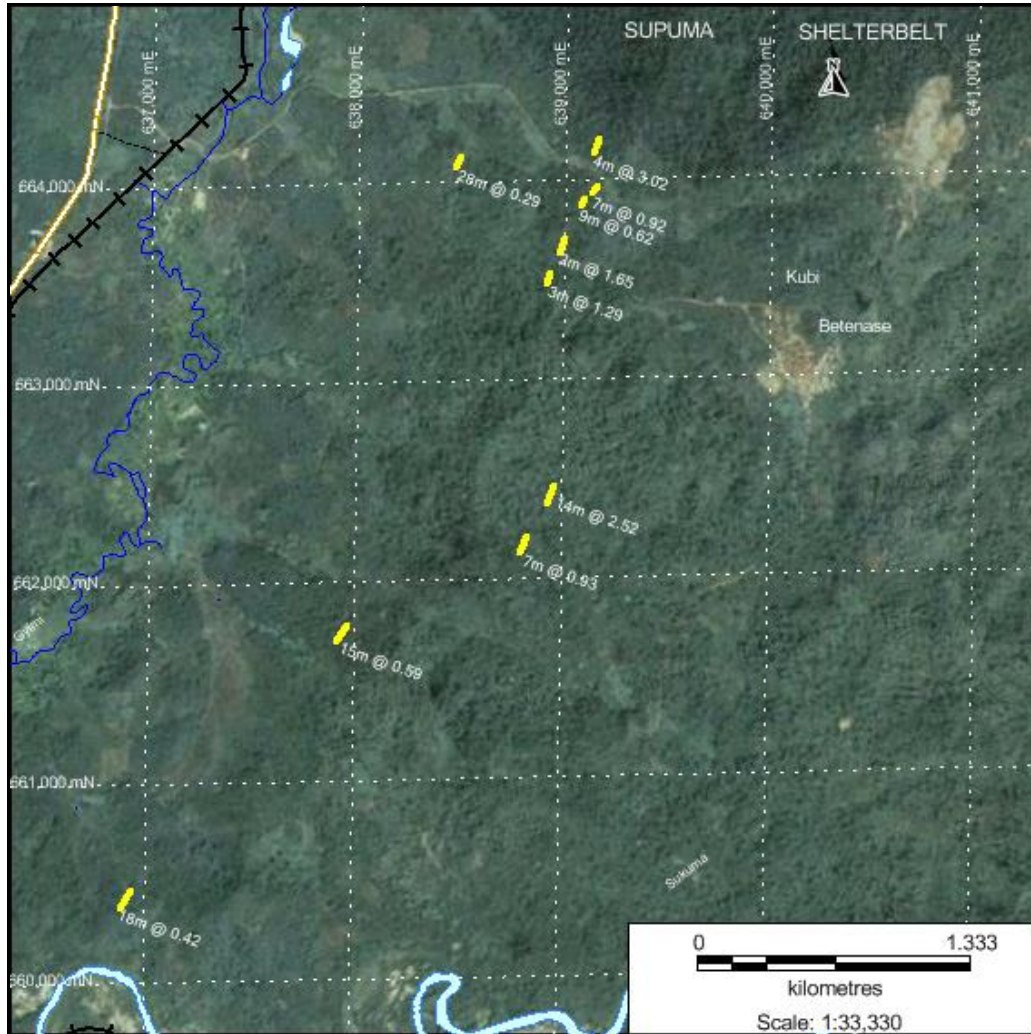 SUPUMA SHELTERBELT
N
637,000 mE
638,000 mE
639,000 mE
640,000 mE
641,000 mE
4m @ 3.02
28m @ 0.29
664,000 mN
7m @ 0.92
9m @ 0.62
2m @ 1.65
3m @ 1.29
Kubi
Betenase
663,000 mN
14m @ 2.52
7m @ 0.93
662,000 mN
Gyimi
15m @ 0.59
661,000 mN
Sukuma
18m @ 0.42
660,000 mN
0 1.333
kilometres
Scale: 1:33,330